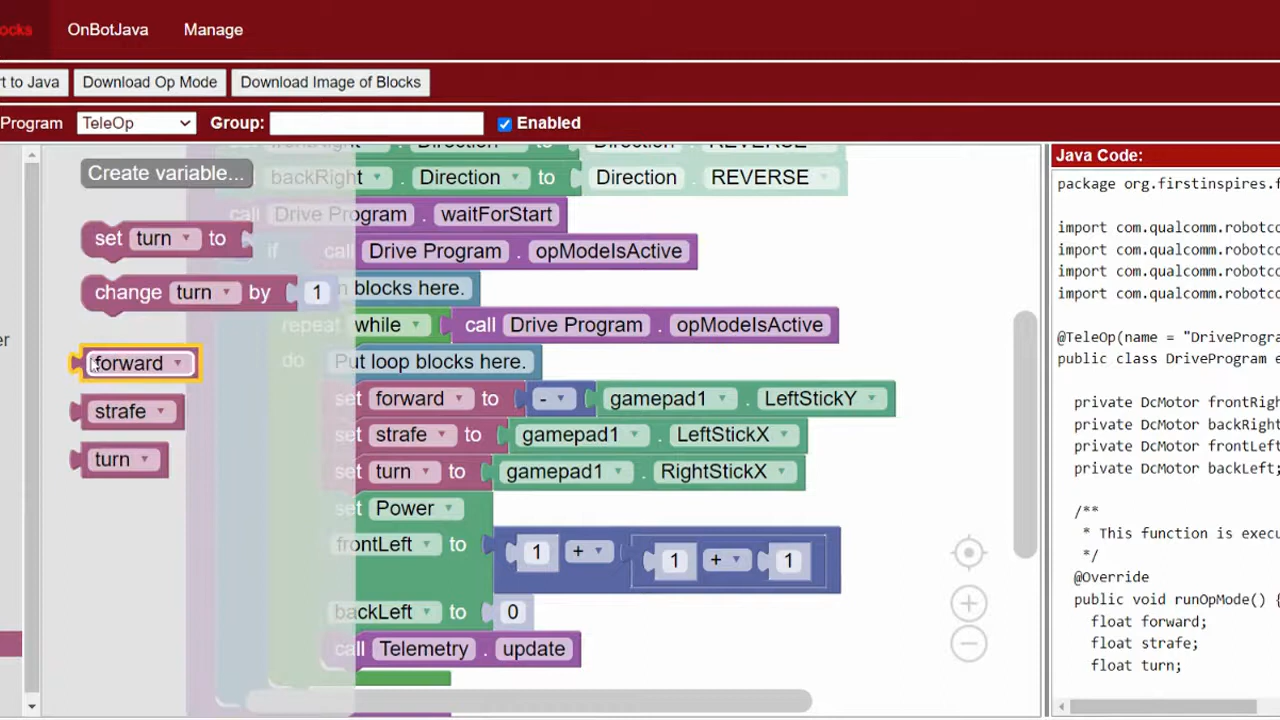 OnBotJava Manage
rt to Java Download Op Mode Download Image of Blocks
Program TeleOp Group: Enabled
Create variable...
backRight . Direction to Direction . REVERSE
call Drive Program . waitForStart
set turn to
if call Drive Program . opModeIsActive
change turn by 1
n blocks here.
repeat while call Drive Program . opModeIsActive
forward
do Put loop blocks here.
set forward to - gamepad1 . LeftStickY
strafe
set strafe to gamepad1 . LeftStickX
turn
set turn to gamepad1 . RightStickX
set Power
frontLeft to 1 + 1 + 1
backLeft to 0
call Telemetry . update
Java Code:
package org.firstinspires.f
import com.qualcomm.robotco
import com.qualcomm.robotco
import com.qualcomm.robotco
import com.qualcomm.robotco
@TeleOp(name = "DriveProgra
public class DriveProgram e
private DcMotor frontRigh
private DcMotor backRight
private DcMotor frontLeft
private DcMotor backLeft;
/**
* This function is execu
*/
@Override
public void runOpMode() {
float forward;
float strafe;
float turn;